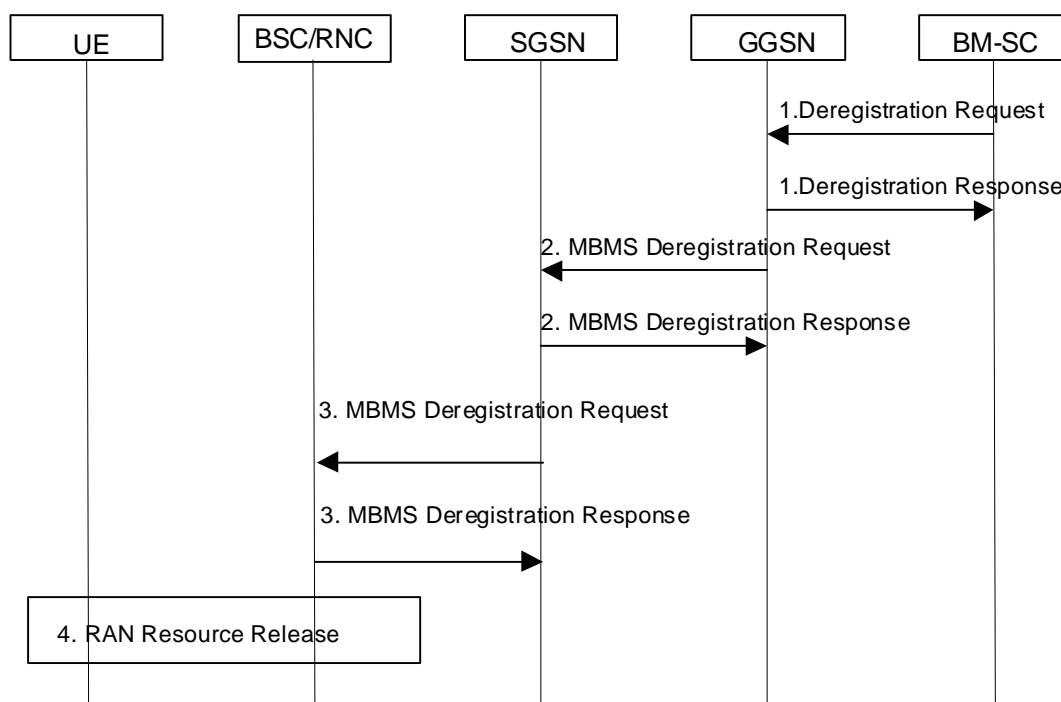 UE
BSC/RNC
SGSN
GGSN
BM-SC
1.Deregistration Request
1.Deregistration Response
2. MBMS Deregistration Request
2. MBMS Deregistration Response
3. MBMS Deregistration Request
3. MBMS Deregistration Response
4. RAN Resource Release